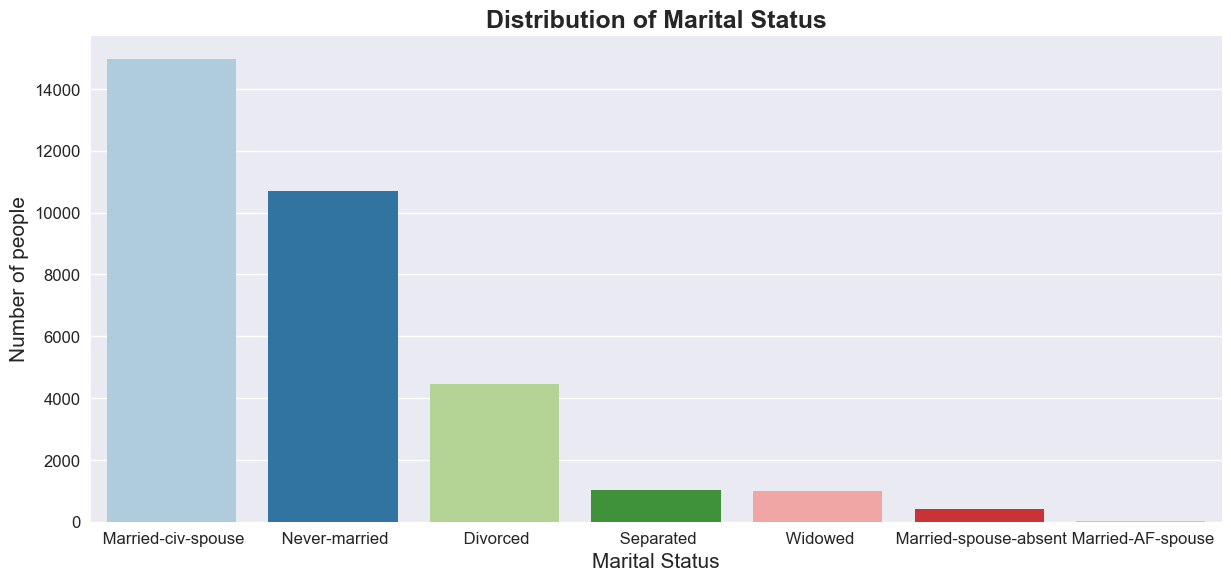 Distribution of Marital Status
Number of people
14000
12000
10000
8000
6000
4000
2000
0
Married-civ-spouse Never-married Divorced Separated Widowed Married-spouse-absent Married-AF-spouse
Marital Status